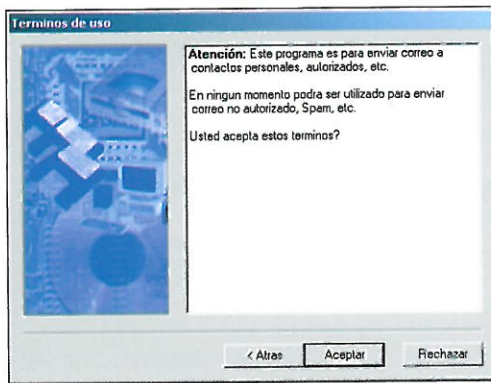 Terminos de uso
Atención: Este programa es para enviar correo a
contactos personales, autorizados, etc.
En ningun momento podra ser utilizado para enviar
correo no autorizado, Spam, etc.
Usted acepta estos terminos?
< Atras Aceptar Rechazar